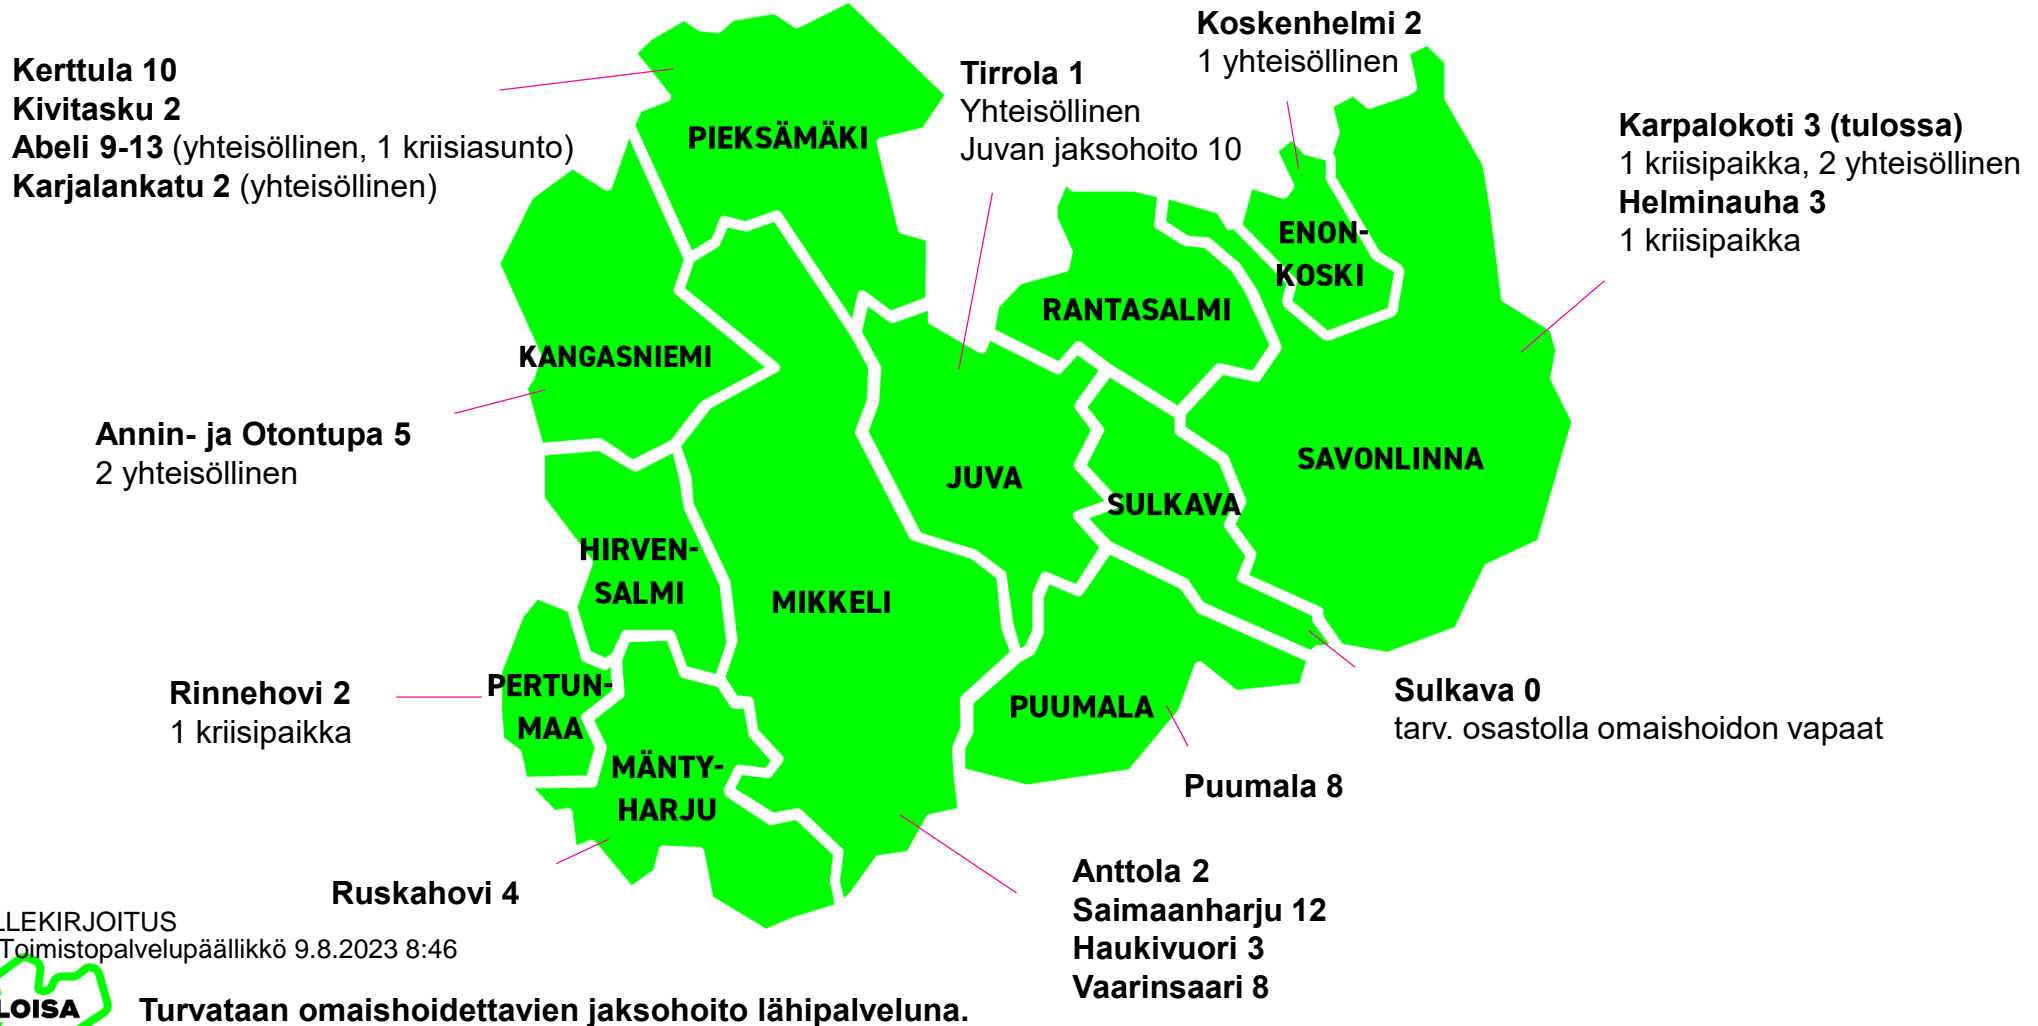 Koskenhelmi 2
1 yhteisöllinen
Kerttula 10
Kivitasku 2
Abeli 9-13 (yhteisöllinen, 1 kriisiasunto)
Karjalankatu 2 (yhteisöllinen)
Tirrola 1
Yhteisöllinen
Juvan jaksohoito 10
Karpalokoti 3 (tulossa)
1 kriisipaikka, 2 yhteisöllinen
Helminauha 3
1 kriisipaikka
PIEKSÄMÄKI
ENON-
KOSKI
RANTASALMI
KANGASNIEMI
Annin- ja Otontupa 5
2 yhteisöllinen
JUVA
SULKAVA
SAVONLINNA
HIRVEN-
SALMI
MIKKELI
Rinnehovi 2
1 kriisipaikka
PERTUN-
MAA
PUUMALA
Sulkava 0
tarv. osastolla omaishoidon vapaat
MÄNTY-
HARJU
Puumala 8
Ruskahovi 4
Anttola 2
Saimaanharju 12
Haukivuori 3
Vaarinsaari 8
LLEKIRJOITUS
Toimistopalvelupäällikkö 9.8.2023 8:46
LOISA
Turvataan omaishoidettavien jaksohoito lähipalveluna.